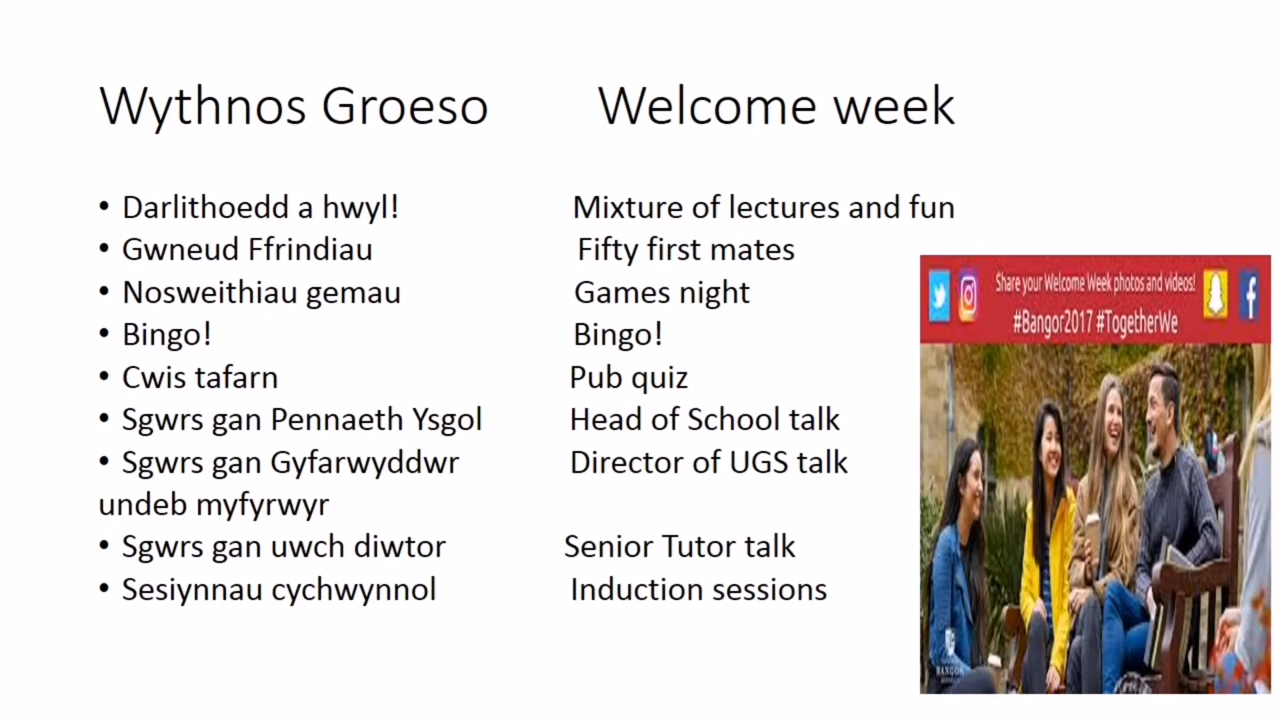 Wythnos Groeso Welcome week
• Darlithoedd a hwyl! Mixture of lectures and fun
• Gwneud Ffrindiau Fifty first mates
• Nosweithiau gemau Games night
• Bingo! Bingo!
• Cwis tafarn Pub quiz
• Sgwrs gan Pennaeth Ysgol Head of School talk
• Sgwrs gan Gyfarwyddwr Director of UGS talk
undeb myfyrwyr
• Sgwrs gan uwch diwtor Senior Tutor talk
• Sesiynnau cychwynnol Induction sessions
Share your Welcome Week photos and videos!
#Bangor2017 #TogetherWe
BANGOR